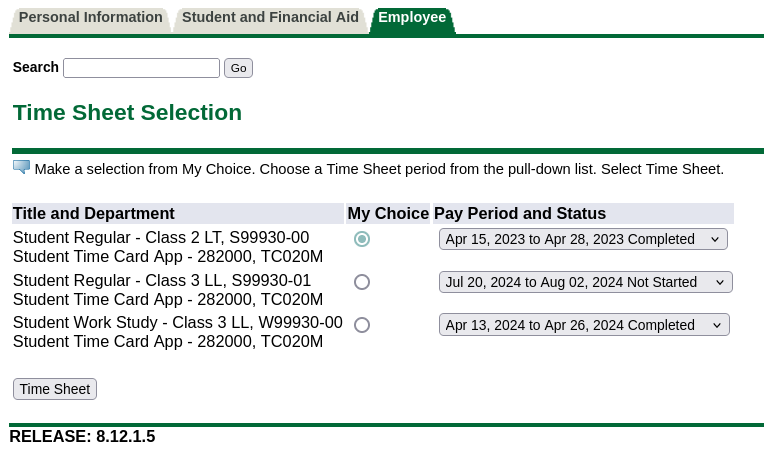 Personal Information Student and Financial Aid Employee
Search Go
Time Sheet Selection
Make a selection from My Choice. Choose a Time Sheet period from the pull-down list. Select Time Sheet.
Title and Department My Choice Pay Period and Status
Student Regular - Class 2 LT, S99930-00 Apr 15, 2023 to Apr 28, 2023 Completed
Student Time Card App - 282000, TC020M
Student Regular - Class 3 LL, S99930-01 Jul 20, 2024 to Aug 02, 2024 Not Started
Student Time Card App - 282000, TC020M
Student Work Study - Class 3 LL, W99930-00 Apr 13, 2024 to Apr 26, 2024 Completed
Student Time Card App - 282000, TC020M
Time Sheet
RELEASE: 8.12.1.5